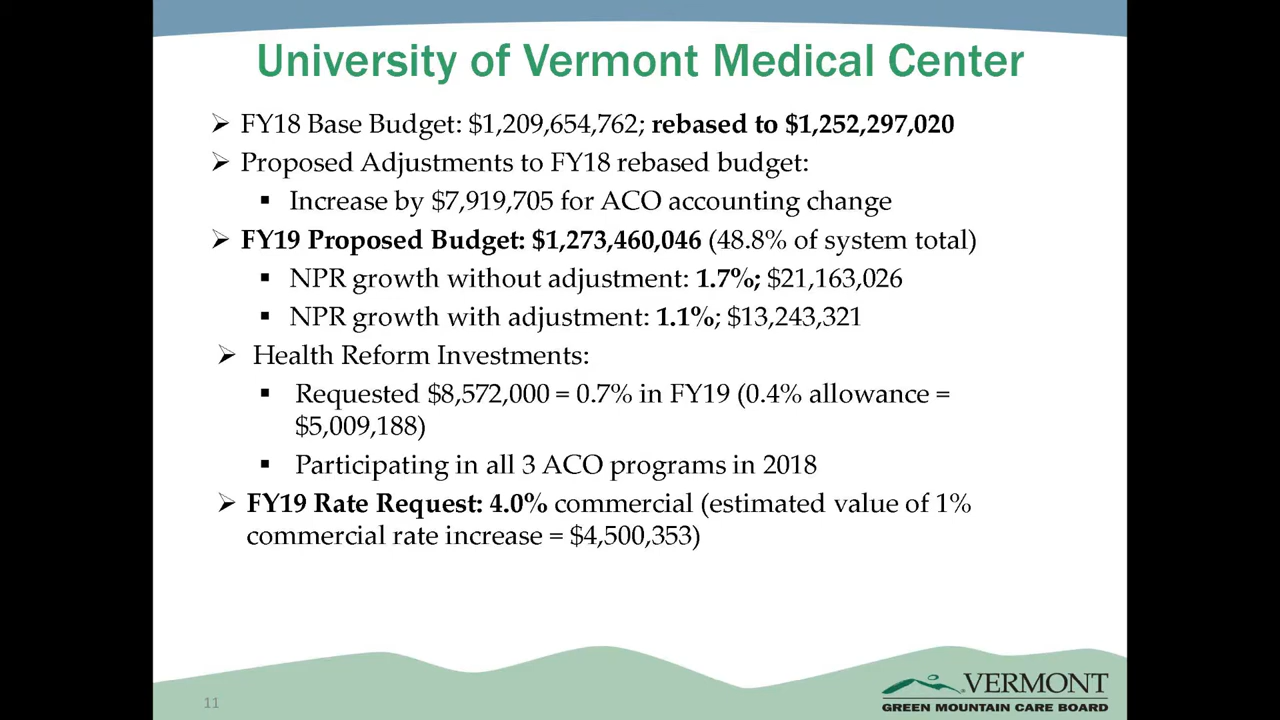 University of Vermont Medical Center
➢ FY18 Base Budget: $1,209,654,762; rebased to $1,252,297,020
➢ Proposed Adjustments to FY18 rebased budget:
▪ Increase by $7,919,705 for ACO accounting change
➢ FY19 Proposed Budget: $1,273,460,046 (48.8% of system total)
▪ NPR growth without adjustment: 1.7%; $21,163,026
▪ NPR growth with adjustment: 1.1%; $13,243,321
➢ Health Reform Investments:
▪ Requested $8,572,000 = 0.7% in FY19 (0.4% allowance =
$5,009,188)
▪ Participating in all 3 ACO programs in 2018
➢ FY19 Rate Request: 4.0% commercial (estimated value of 1%
commercial rate increase = $4,500,353)
11
VERMONT
GREEN MOUNTAIN CARE BOARD